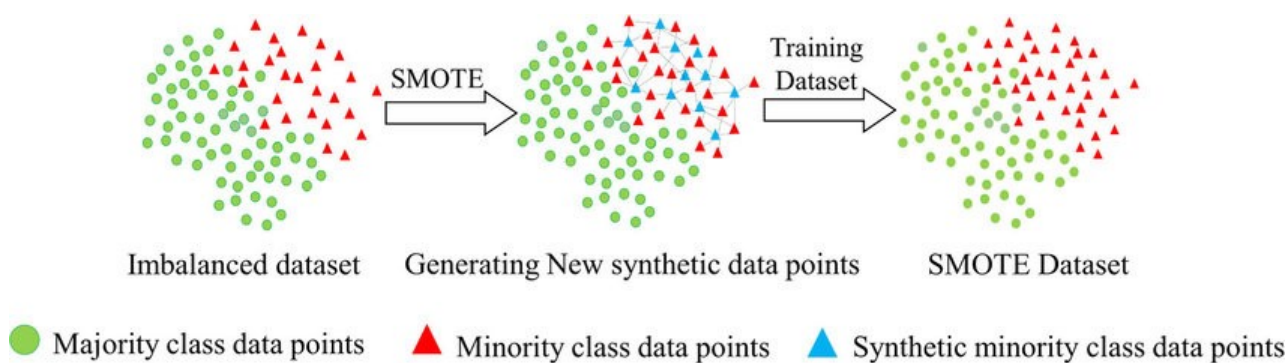 SMOTE
Training
Dataset
Imbalanced dataset
Generating New synthetic data points
SMOTE Dataset
Majority class data points
Minority class data points
Synthetic minority class data points